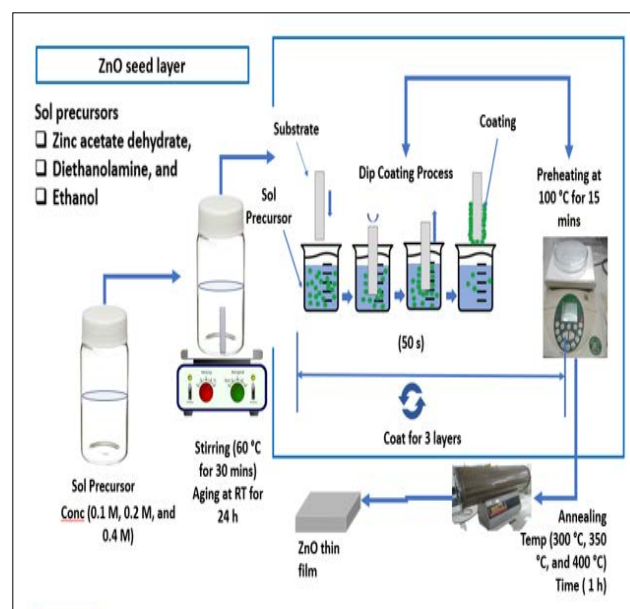 ZnO seed layer
Sol precursors
❑ Zinc acetate dehydrate,
❑ Diethanolamine, and
❑ Ethanol
Substrate
Sol
Precursor
Dip Coating Process
Coating
Preheating at
100 °C for 15
mins
(50 s)
Coat for 3 layers
Stirring (60 °C
for 30 mins)
Aging at RT for
24 h
Sol Precursor
Conc (0.1 M, 0.2 M, and
0.4 M)
ZnO thin
film
Annealing
Temp (300 °C, 350
°C, and 400 °C)
Time ( 1 h)